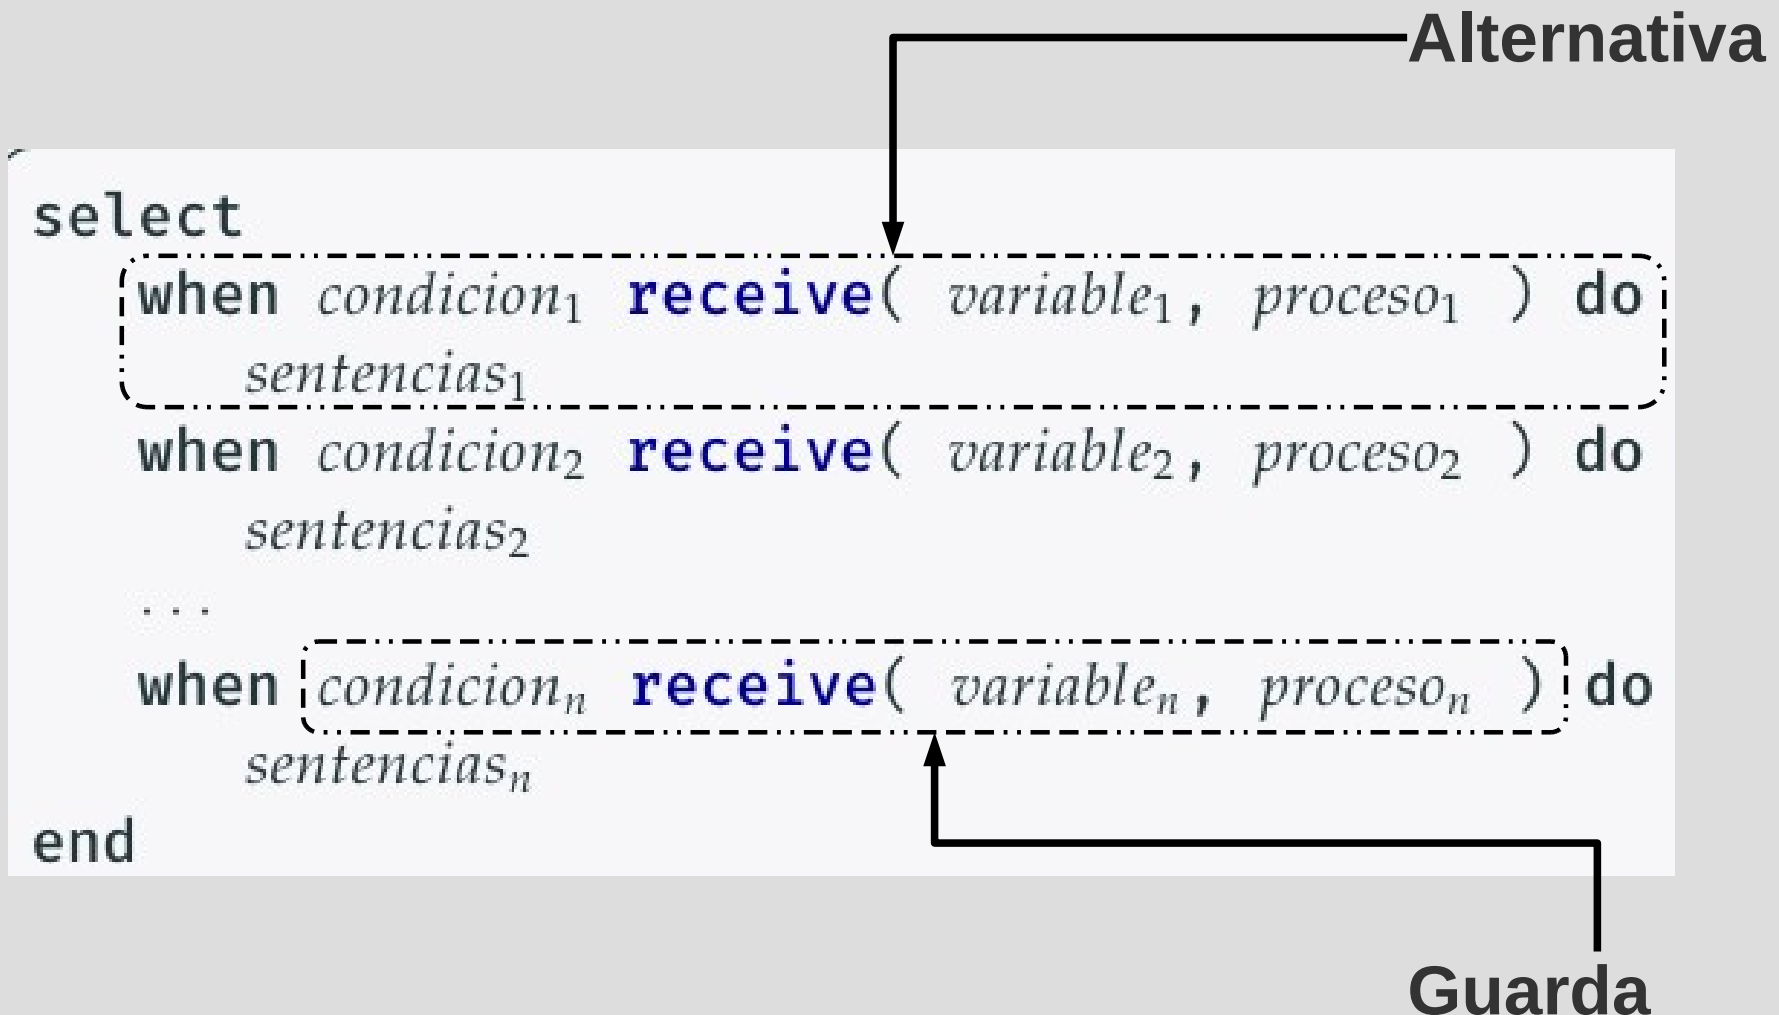 Alternativa
select
when condicion₁ receive( variable₁, proceso₁ ) do
sentencias₁
when condicion₂ receive( variable₂, proceso₂ ) do
sentencias₂
...
when condicionₙ receive( variableₙ, procesoₙ ) do
sentenciasₙ
end
Guarda